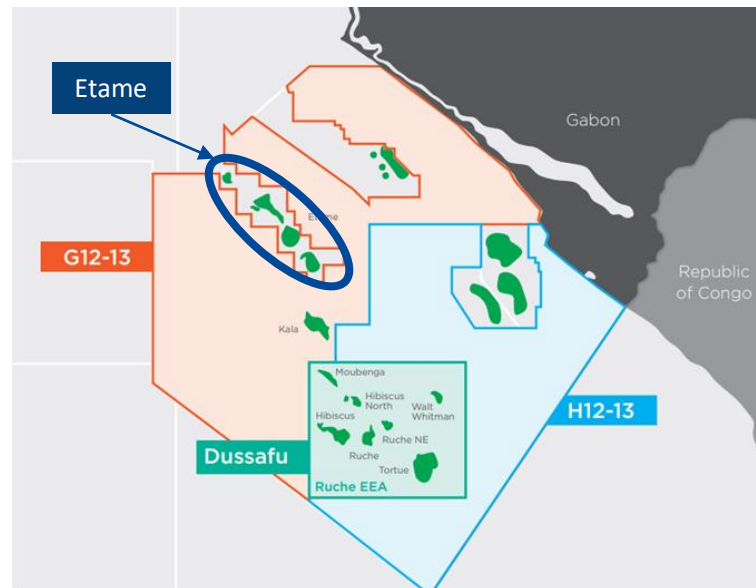 Etame
Gabon
Etame
G12-13
Republic
of Congo
Kala
Moubenga
Hibiscus
North
Walt
Whitman
Hibiscus
H12-13
Ruche NE
Dussafu
Ruche
Tortue
Ruche EEA